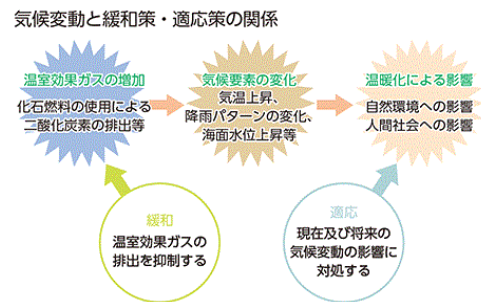 気候変動と緩和策・適応策の関係
温室効果ガスの増加
化石燃料の使用による
二酸化炭素の排出等
気候要素の変化
気温上昇、
降雨パターンの変化、
海面水位上昇等
温暖化による影響
自然環境への影響
人間社会への影響
緩和
温室効果ガスの
排出を抑制する
適応
現在及び将来の
気候変動の影響に
対処する